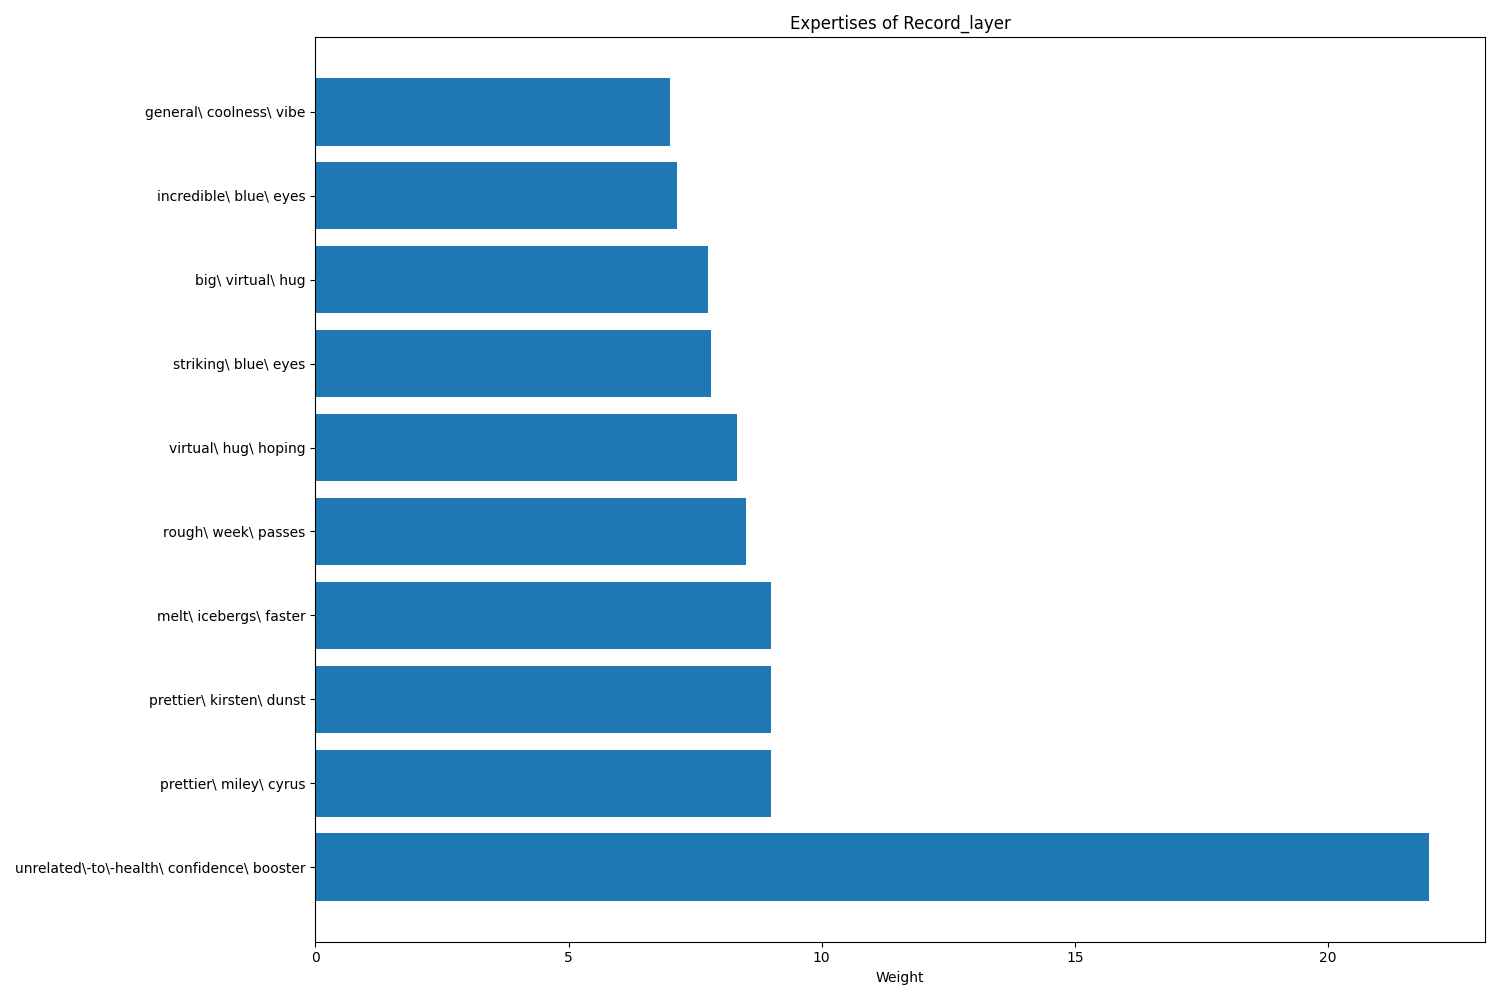 Expertises of Record_layer
general\ coolness\ vibe
incredible\ blue\ eyes
big\ virtual\ hug
striking\ blue\ eyes
virtual\ hug\ hoping
rough\ week\ passes
melt\ icebergs\ faster
prettier\ kirsten\ dunst
prettier\ miley\ cyrus
unrelated\-to\-health\ confidence\ booster
0 5 10 15 20
Weight